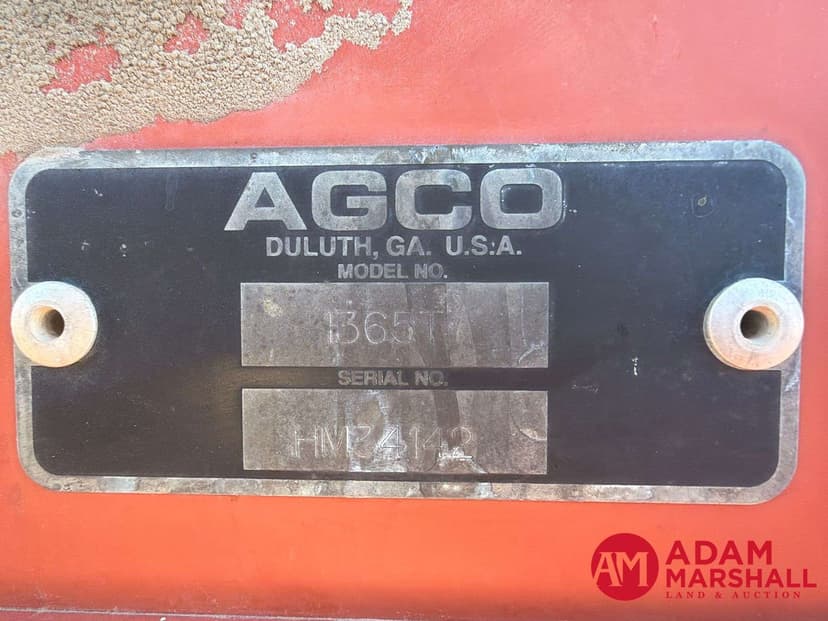 AGCO
DULUTH, GA. U.S.A.
MODEL NO.
1365T
SERIAL NO.
HM34142
AM ADAM
MARSHALL
LAND & AUCTION